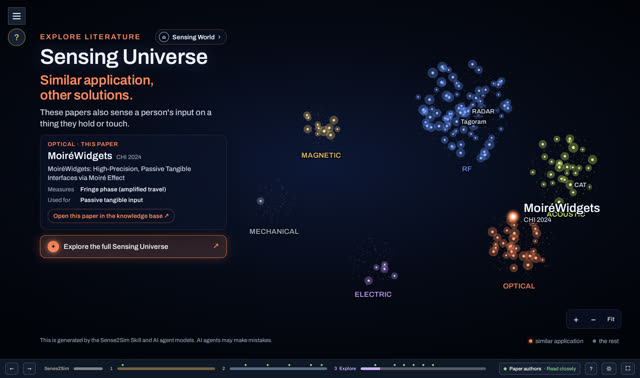 ?
EXPLORE LITERATURE
Sensing World ›
Sensing Universe
Similar application,
other solutions.
These papers also sense a person's input on a
thing they hold or touch.
OPTICAL · THIS PAPER
MoiréWidgets CHI 2024
MoiréWidgets: High-Precision, Passive Tangible
Interfaces via Moiré Effect
Measures Fringe phase (amplified travel)
Used for Passive tangible input
Open this paper in the knowledge base ↗
Explore the full Sensing Universe ↗
MAGNETIC
RADAR
Tagoram
RF
CAT
MECHANICAL
MoiréWidgets
ACOUSTIC
CHI 2024
ELECTRIC
OPTICAL
+ − Fit
This is generated by the Sense2Sim Skill and AI agent models. AI agents may make mistakes.
similar application the rest
← → Sense2Sim 1 2 3 Explore Paper authors · Read closely ?